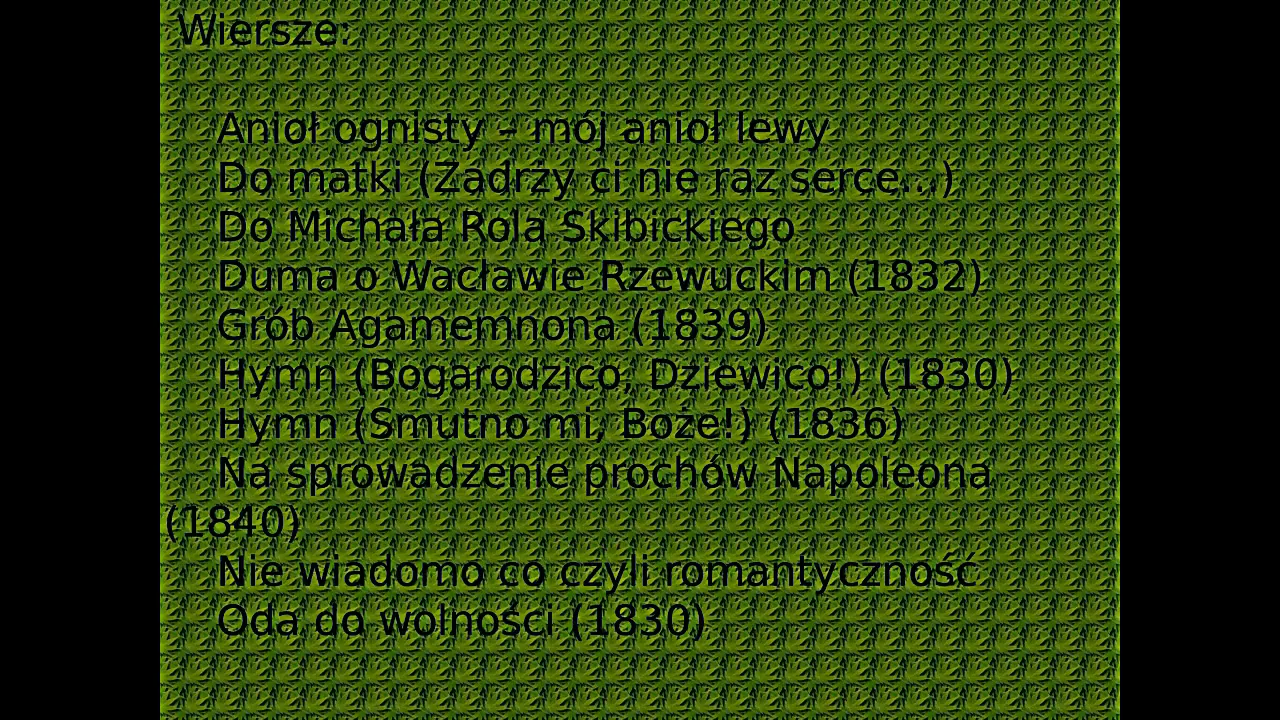 Wiersze:
Anioł ognisty – mój anioł lewy
Do matki (Zadrży ci nie raz serce...)
Do Michała Rola Skibickiego
Duma o Wacławie Rzewuckim (1832)
Grób Agamemnona (1839)
Hymn (Bogarodzico, Dziewico!) (1830)
Hymn (Smutno mi, Boże!) (1836)
Na sprowadzenie prochów Napoleona
(1840)
Nie wiadomo co czyli romantyczność
Oda do wolności (1830)